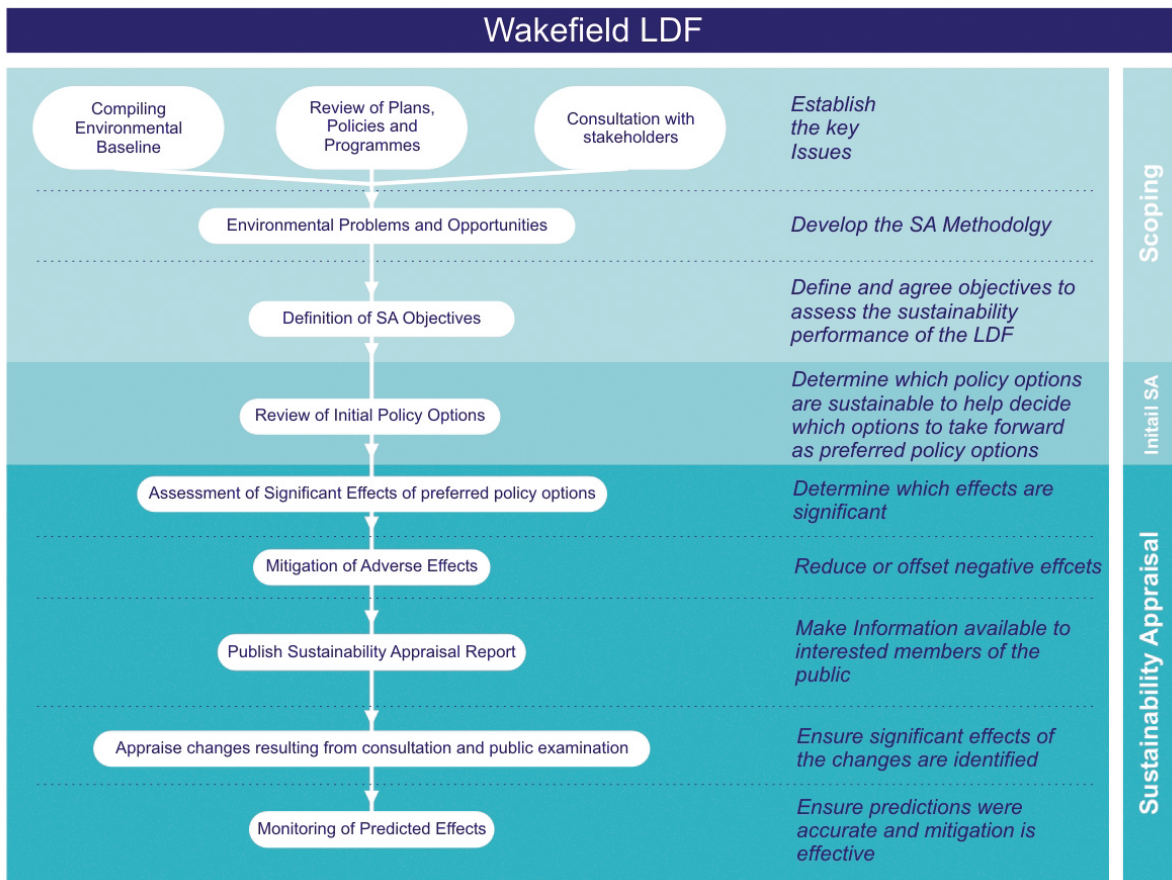 Wakefield LDF
Compiling
Environmental
Baseline
Review of Plans,
Policies and
Programmes
Consultation with
stakeholders
Establish
the key
Issues
Environmental Problems and Opportunities
Develop the SA Methodolgy
Definition of SA Objectives
Define and agree objectives to
assess the sustainability
performance of the LDF
Scoping
Review of Initial Policy Options
Determine which policy options
are sustainable to help decide
which options to take forward
as preferred policy options
Initail SA
Assessment of Significant Effects of preferred policy options
Determine which effects are
significant
Mitigation of Adverse Effects
Reduce or offset negative effcets
Publish Sustainability Appraisal Report
Make Information available to
interested members of the
public
Appraise changes resulting from consultation and public examination
Ensure significant effects of
the changes are identified
Monitoring of Predicted Effects
Ensure predictions were
accurate and mitigation is
effective
Sustainability Appraisal